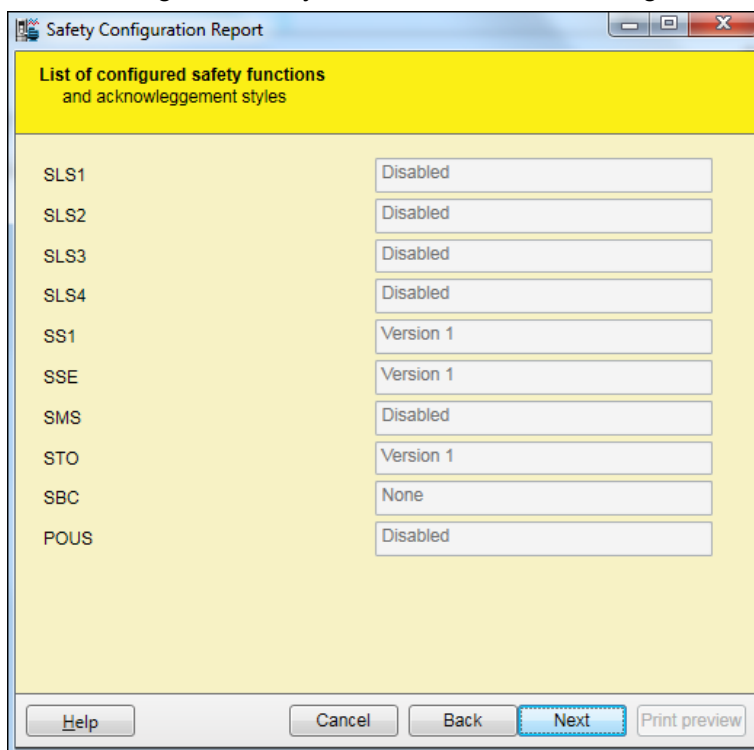 Safety Configuration Report
List of configured safety functions
and acknowleggement styles
SLS1 Disabled
SLS2 Disabled
SLS3 Disabled
SLS4 Disabled
SS1 Version 1
SSE Version 1
SMS Disabled
STO Version 1
SBC None
POUS Disabled
Help Cancel Back Next Print preview